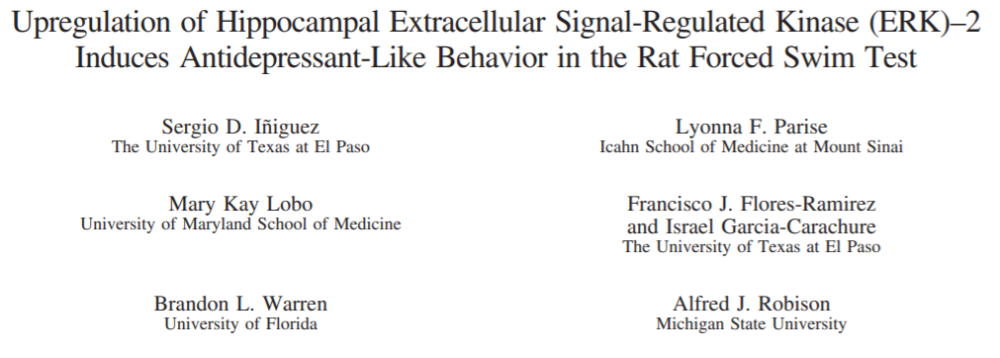 Upregulation of Hippocampal Extracellular Signal-Regulated Kinase (ERK)–2
Induces Antidepressant-Like Behavior in the Rat Forced Swim Test
Sergio D. Iñiguez
The University of Texas at El Paso
Lyonna F. Parise
Icahn School of Medicine at Mount Sinai
Mary Kay Lobo
University of Maryland School of Medicine
Francisco J. Flores-Ramirez
and Israel Garcia-Carachure
The University of Texas at El Paso
Brandon L. Warren
University of Florida
Alfred J. Robison
Michigan State University